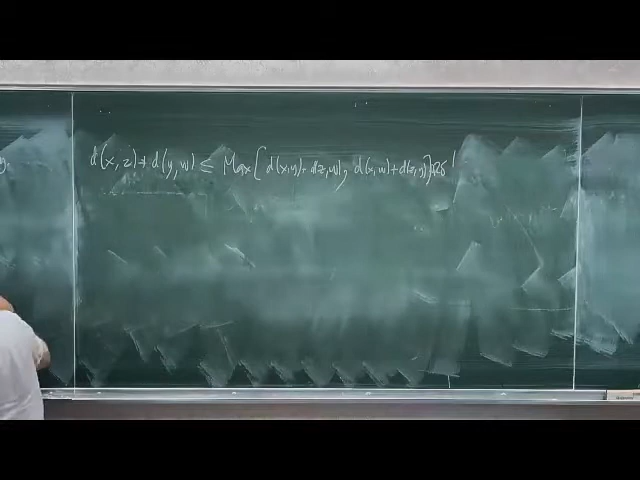 d(x,z)+d(y,w) ≤ Max{d(x,y)+d(z,w), d(x,w)+d(z,y)}+2δ'